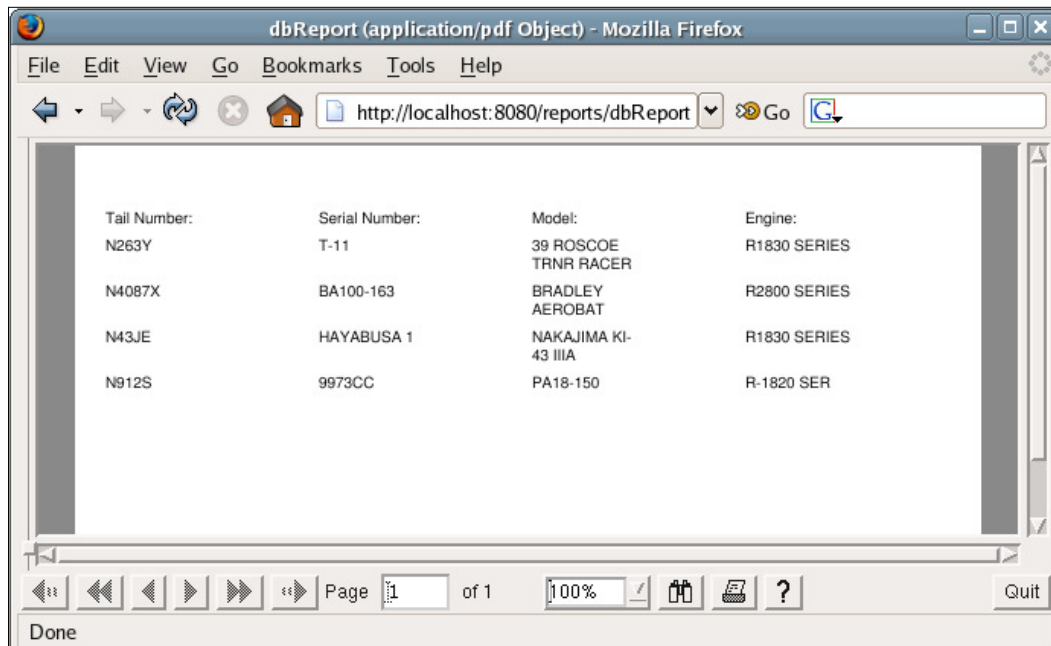 dbReport (application/pdf Object) - Mozilla Firefox
File Edit View Go Bookmarks Tools Help
http://localhost:8080/reports/dbReport Go G
Tail Number: Serial Number: Model: Engine:
N263Y T-11 39 ROSCOE R1830 SERIES
TRNR RACER
N4087X BA100-163 BRADLEY R2800 SERIES
AEROBAT
N43JE HAYABUSA 1 NAKAJIMA KI- R1830 SERIES
43 IIIA
N912S 9973CC PA18-150 R-1820 SER
Page 1 of 1 100% ? Quit
Done